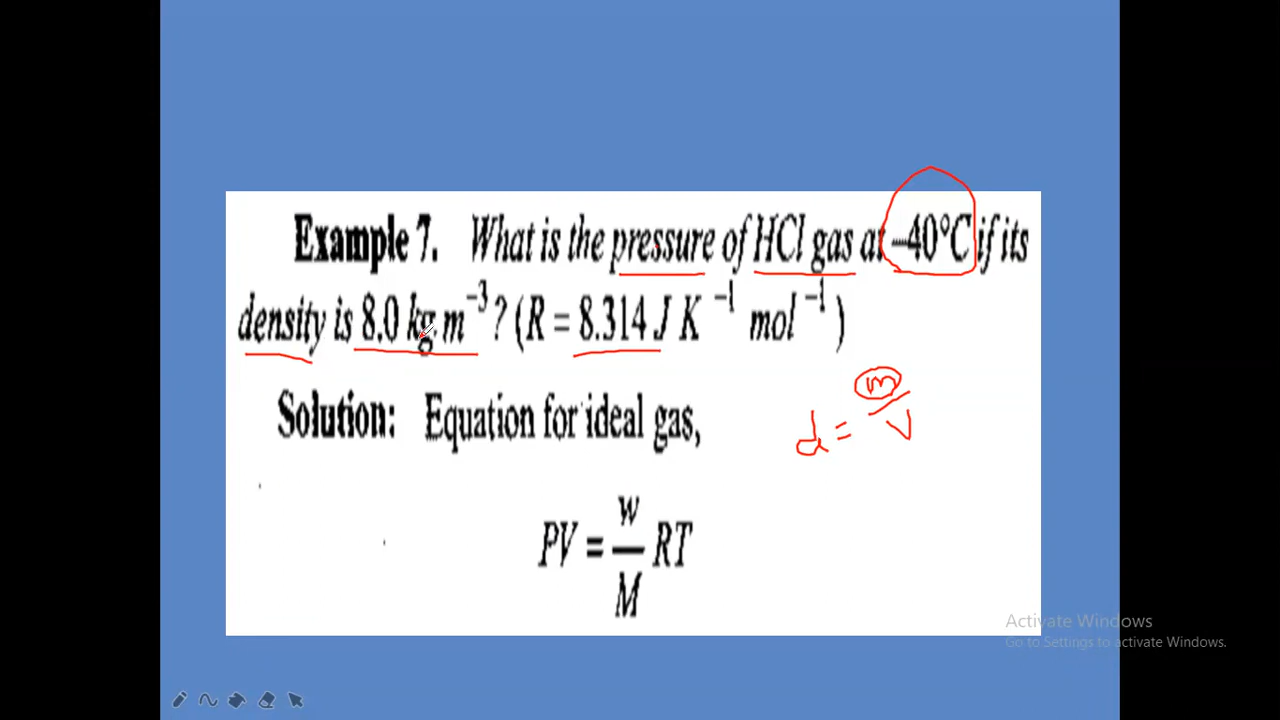 Example 7. What is the pressure of HCl gas at –40°C if its
density is 8.0 kg m⁻³ ? (R = 8.314 J K⁻¹ mol⁻¹)
Solution: Equation for ideal gas,
d = m/V
PV = w/M RT
Activate Windows
Go to Settings to activate Windows.